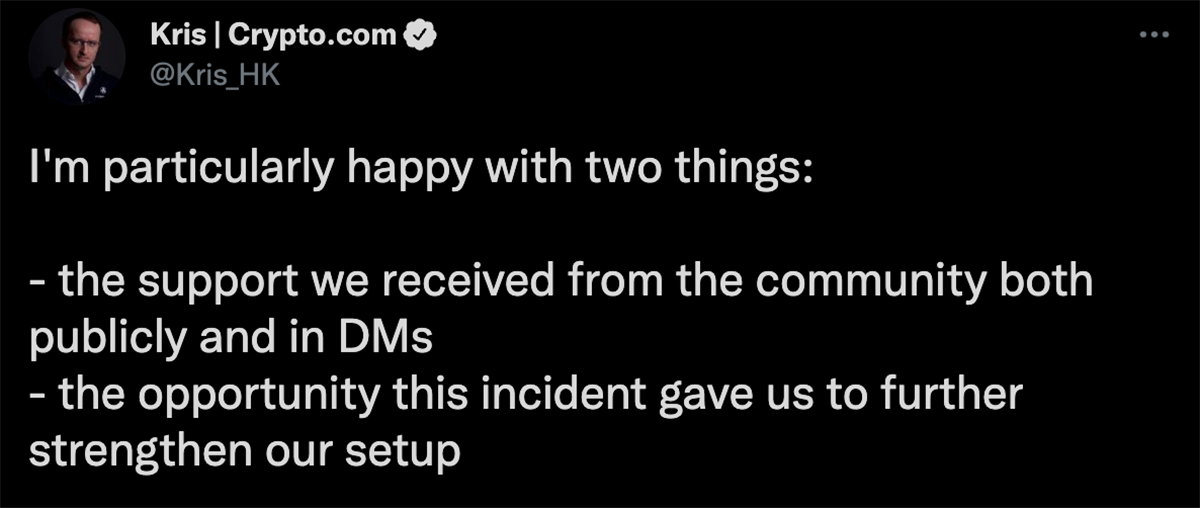 Kris | Crypto.com
@Kris_HK
I'm particularly happy with two things:
- the support we received from the community both
publicly and in DMs
- the opportunity this incident gave us to further
strengthen our setup